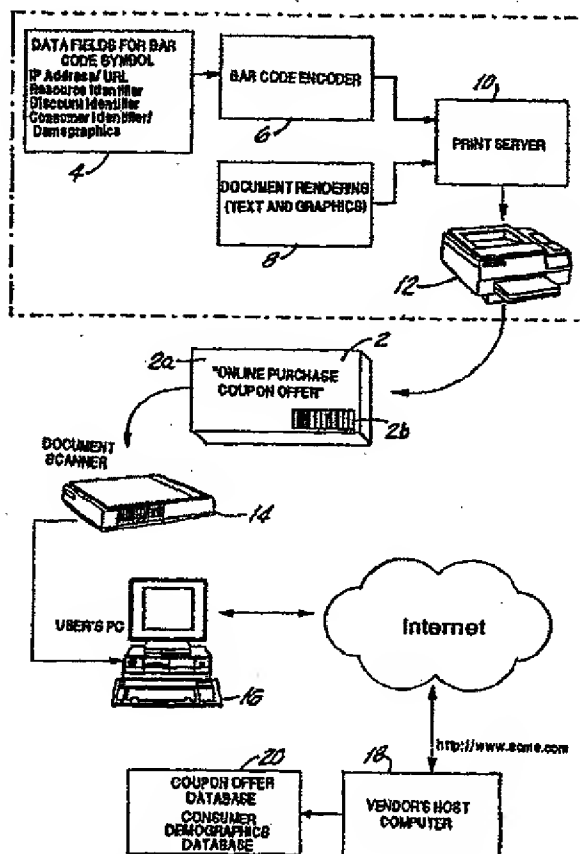 DATA FIELDS FOR BAR
CODE SYMBOL
IP Address/ URL
Resource Identifier
Discount Identifier
Consumer Identifier/
Demographics
4
BAR CODE ENCODER
6
DOCUMENT RENDERING
(TEXT AND GRAPHICS)
8
10
PRINT SERVER
12
2a
2
"ONLINE PURCHASE
COUPON OFFER"
2b
DOCUMENT
SCANNER
14
USER'S PC
16
Internet
http://www.some.com
20
COUPON OFFER
DATABASE
CONSUMER
DEMOGRAPHICS
DATABASE
18
VENDOR'S HOST
COMPUTER